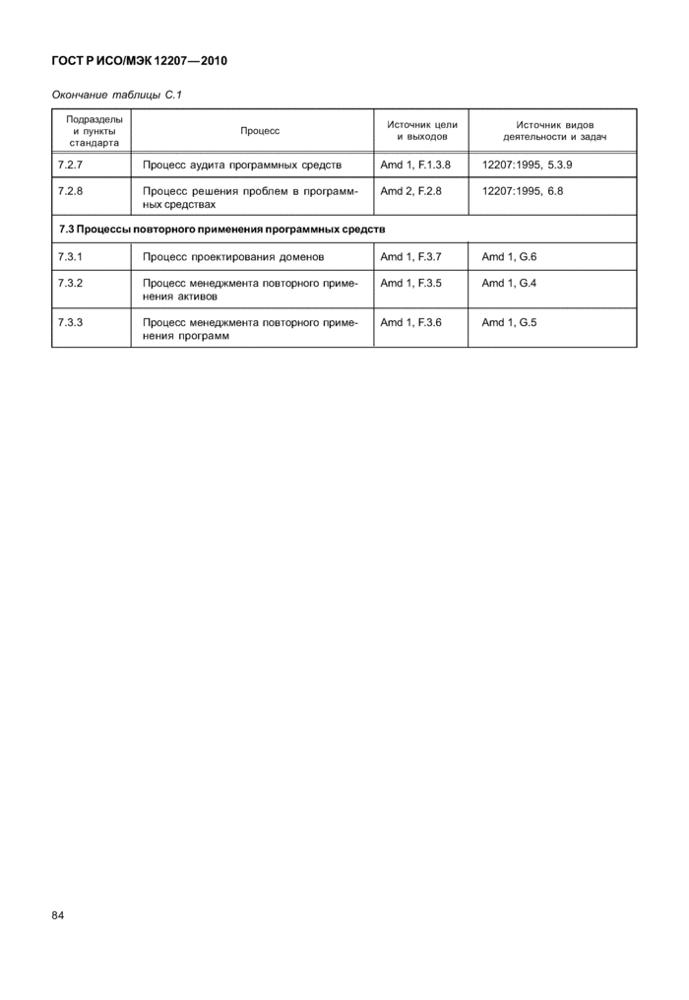 ГОСТ Р ИСО/МЭК 12207—2010
Окончание таблицы С.1
Подразделы
и пункты
стандарта
Процесс
Источник цели
и выходов
Источник видов
деятельности и задач
7.2.7 Процесс аудита программных средств Amd 1, F.1.3.8 12207:1995, 5.3.9
7.2.8 Процесс решения проблем в программ- Amd 2, F.2.8 12207:1995, 6.8
ных средствах
7.3 Процессы повторного применения программных средств
7.3.1 Процесс проектирования доменов Amd 1, F.3.7 Amd 1, G.6
7.3.2 Процесс менеджмента повторного приме- Amd 1, F.3.5 Amd 1, G.4
нения активов
7.3.3 Процесс менеджмента повторного приме- Amd 1, F.3.6 Amd 1, G.5
нения программ
84